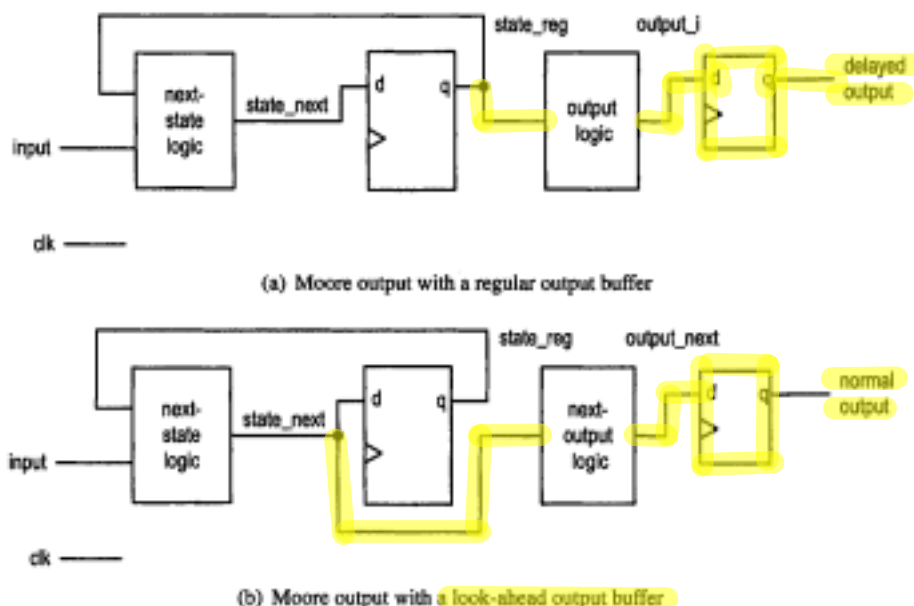 state_reg output_i
next-
state
logic
state_next
d q
output
logic
d q
delayed
output
input
clk
(a) Moore output with a regular output buffer
state_reg output_next
next-
state
logic
state_next
d q
next-
output
logic
d q
normal
output
input
clk
(b) Moore output with a look-ahead output buffer